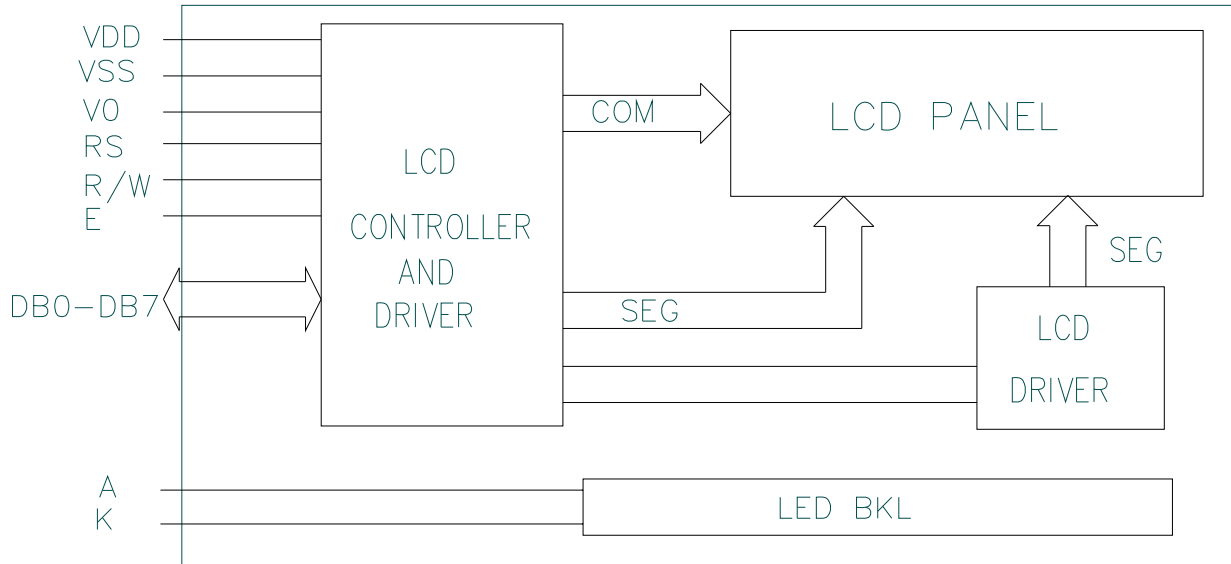 VDD
VSS
V0
RS
R/W
E
DB0-DB7
LCD
CONTROLLER
AND
DRIVER
COM
LCD PANEL
SEG
SEG
LCD
DRIVER
A
K
LED BKL